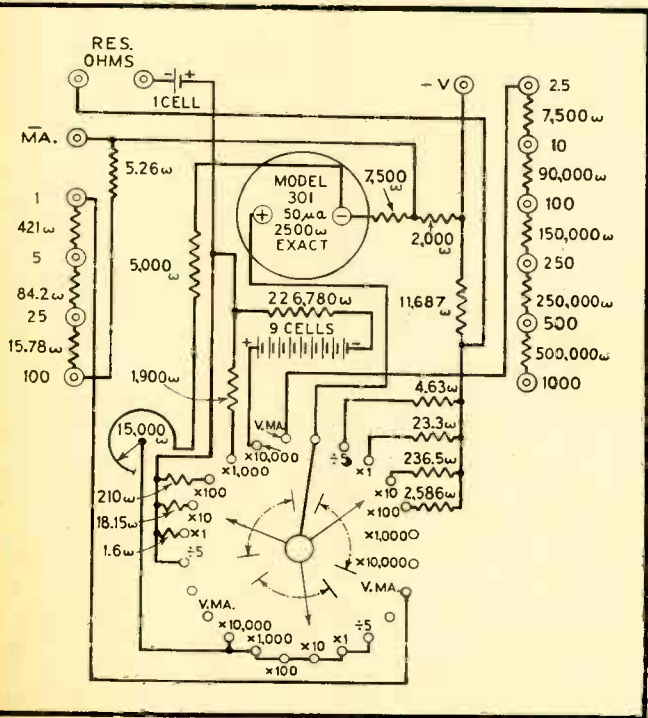 RES.
OHMS
- +
1 CELL
-V
2.5
7,500ω
10
90,000ω
100
150,000ω
250
250,000ω
500
500,000ω
1000
M̅A.
1
421ω
5
84.2ω
25
15.78ω
100
5.26ω
5,000
ω
MODEL
301
+ 50μa -
2500ω
EXACT
7,500
ω
2,000
ω
11,687
ω
226,780ω
9 CELLS
+ -
1,900ω
15,000
ω
V.MA.
×10,000
×1,000
÷5
×1
×10
×100
4.63ω
23.3ω
236.5ω
2,586ω
×1,000
×10,000
V.MA.
210ω
×100
18.15ω
×10
1.6ω
×1
÷5
V.MA.
×10,000
×1,000
×100
×10
×1
÷5